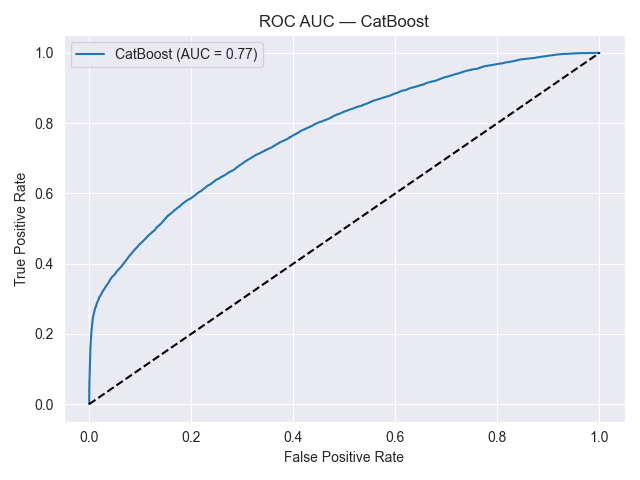 ROC AUC — CatBoost
CatBoost (AUC = 0.77)
True Positive Rate
1.0
0.8
0.6
0.4
0.2
0.0
0.0 0.2 0.4 0.6 0.8 1.0
False Positive Rate